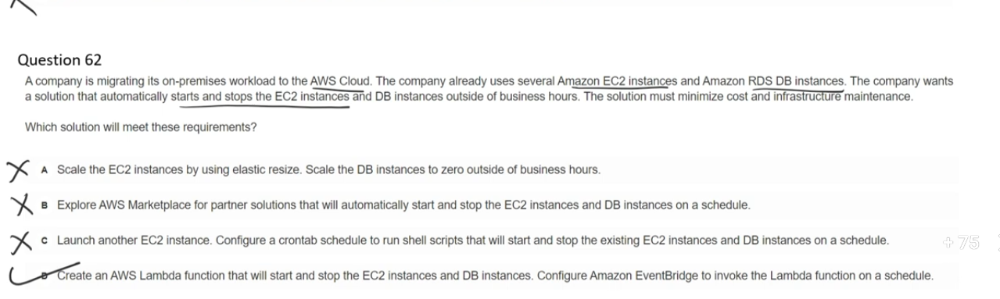 Question 62
A company is migrating its on-premises workload to the AWS Cloud. The company already uses several Amazon EC2 instances and Amazon RDS DB instances. The company wants
a solution that automatically starts and stops the EC2 instances and DB instances outside of business hours. The solution must minimize cost and infrastructure maintenance.
Which solution will meet these requirements?
A Scale the EC2 instances by using elastic resize. Scale the DB instances to zero outside of business hours.
B Explore AWS Marketplace for partner solutions that will automatically start and stop the EC2 instances and DB instances on a schedule.
C Launch another EC2 instance. Configure a crontab schedule to run shell scripts that will start and stop the existing EC2 instances and DB instances on a schedule.
+75
D Create an AWS Lambda function that will start and stop the EC2 instances and DB instances. Configure Amazon EventBridge to invoke the Lambda function on a schedule.